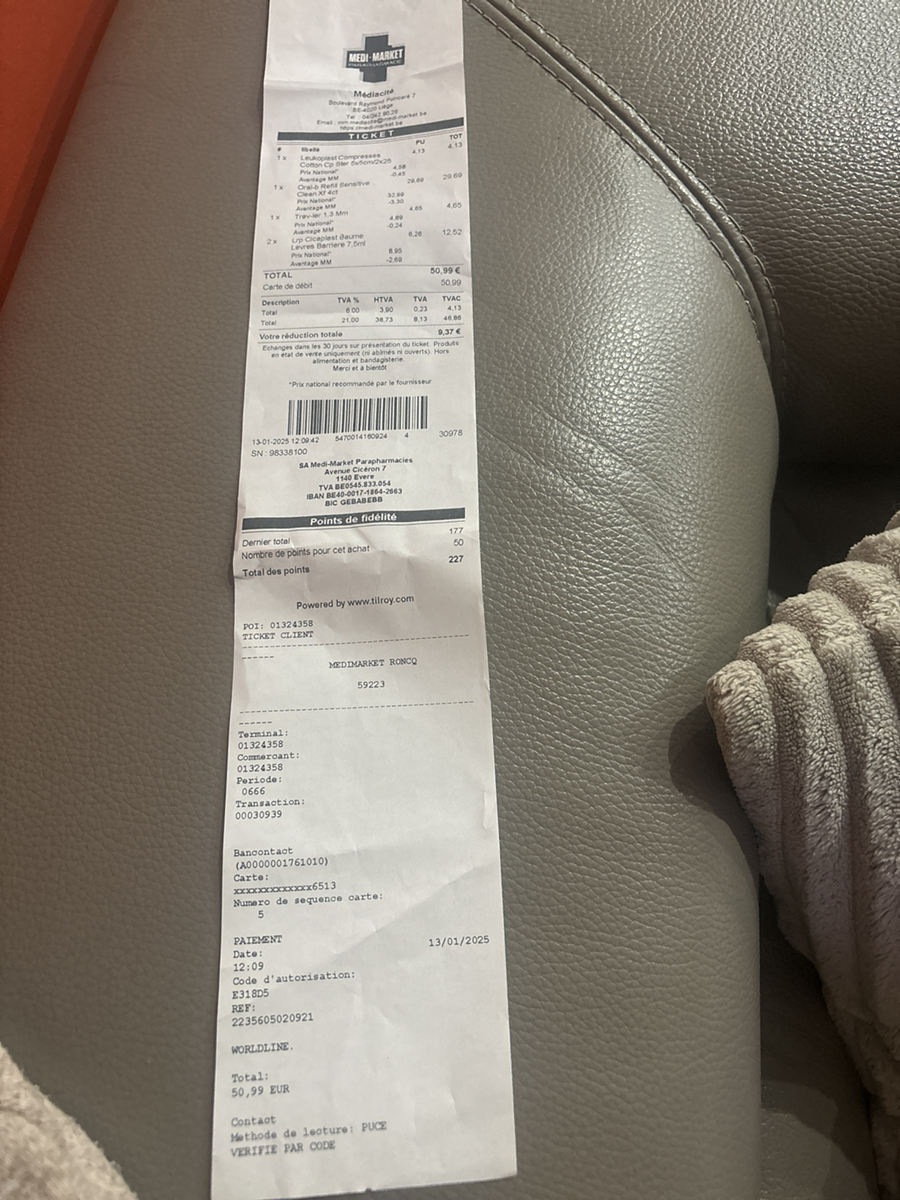 MEDI-MARKET
PARAPHARMACIE
Médiacité
Boulevard Raymond Poincaré 7
BE-4020 Liège
https://medi-market.be
TICKET
# libellé PU TOT
1 x Leukoplast Compresses 4,13 4,13
Cotton Cp Ster 5x5cm/2x25
Prix National* 4,58
Avantage MM -0,45
1 x Oral-b Refill Sensitive 29,69 29,69
Clean Xf 4ct
Prix National* 32,99
Avantage MM -3,30
1 x Trev-ler 1.3 Mm 4,65 4,65
Prix National* 4,89
Avantage MM -0,24
2 x Lrp Cicaplast Baume 6,26 12,52
Levres Barriere 7,5ml
Prix National* 8,95
Avantage MM -2,69
TOTAL 50,99 €
Carte de débit 50,99
Description TVA % HTVA TVA TVAC
Total 6,00 3,90 0,23 4,13
Total 21,00 38,73 8,13 46,86
Votre réduction totale 9,37 €
Echanges dans les 30 jours sur présentation du ticket. Produits
en état de vente uniquement (ni abîmés ni ouverts). Hors
alimentation et bandagisterie.
Merci et à bientôt
*Prix national recommandé par le fournisseur
13-01-2025 12:09:42 5470014160924 4 30978
SN : 98338100
SA Medi-Market Parapharmacies
Avenue Cicéron 7
1140 Evere
TVA BE0545.833.054
IBAN BE40-0017-1864-2663
BIC GEBABEBB
Points de fidélité
Dernier total 177
Nombre de points pour cet achat 50
Total des points 227
Powered by www.tilroy.com
POI: 01324358
TICKET CLIENT
MEDIMARKET RONCQ
59223
Terminal:
01324358
Commercant:
01324358
Periode:
0666
Transaction:
00030939
Bancontact
(A0000001761010)
Carte:
xxxxxxxxxxxxx6513
Numero de sequence carte:
5
PAIEMENT 13/01/2025
Date:
12:09
Code d'autorisation:
E318D5
REF:
2235605020921
WORLDLINE.
Total:
50,99 EUR
Contact
Methode de lecture: PUCE
VERIFIE PAR CODE